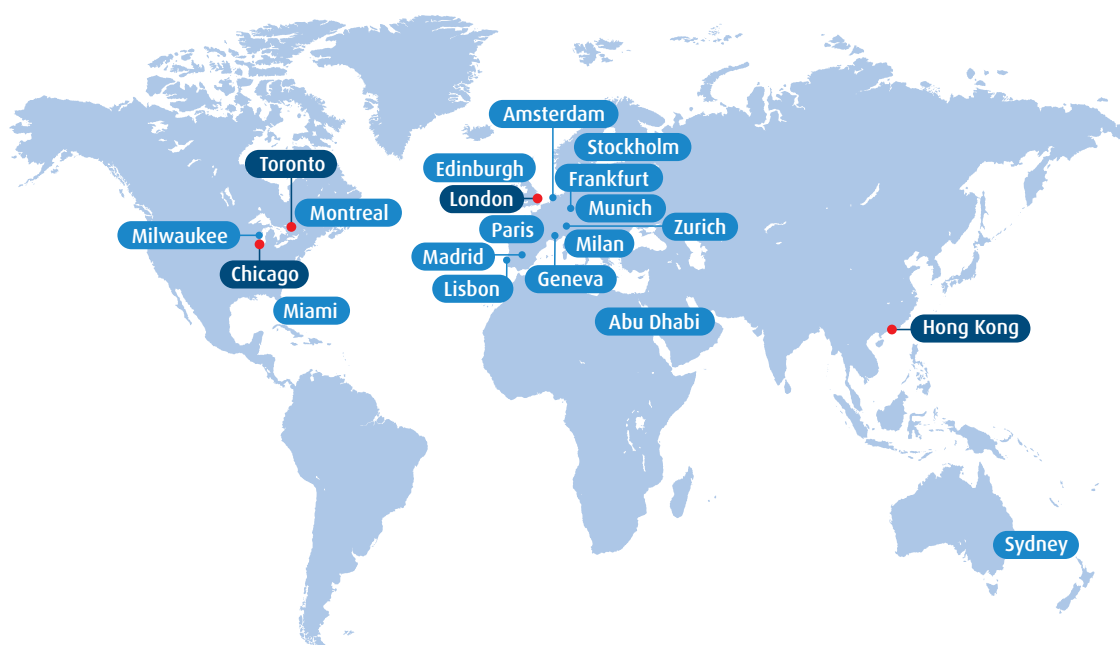 Amsterdam
Stockholm
Toronto
Edinburgh
Frankfurt
London
Montreal
Munich
Milwaukee
Paris
Zurich
Milan
Madrid
Chicago
Geneva
Lisbon
Miami
Abu Dhabi
Hong Kong
Sydney